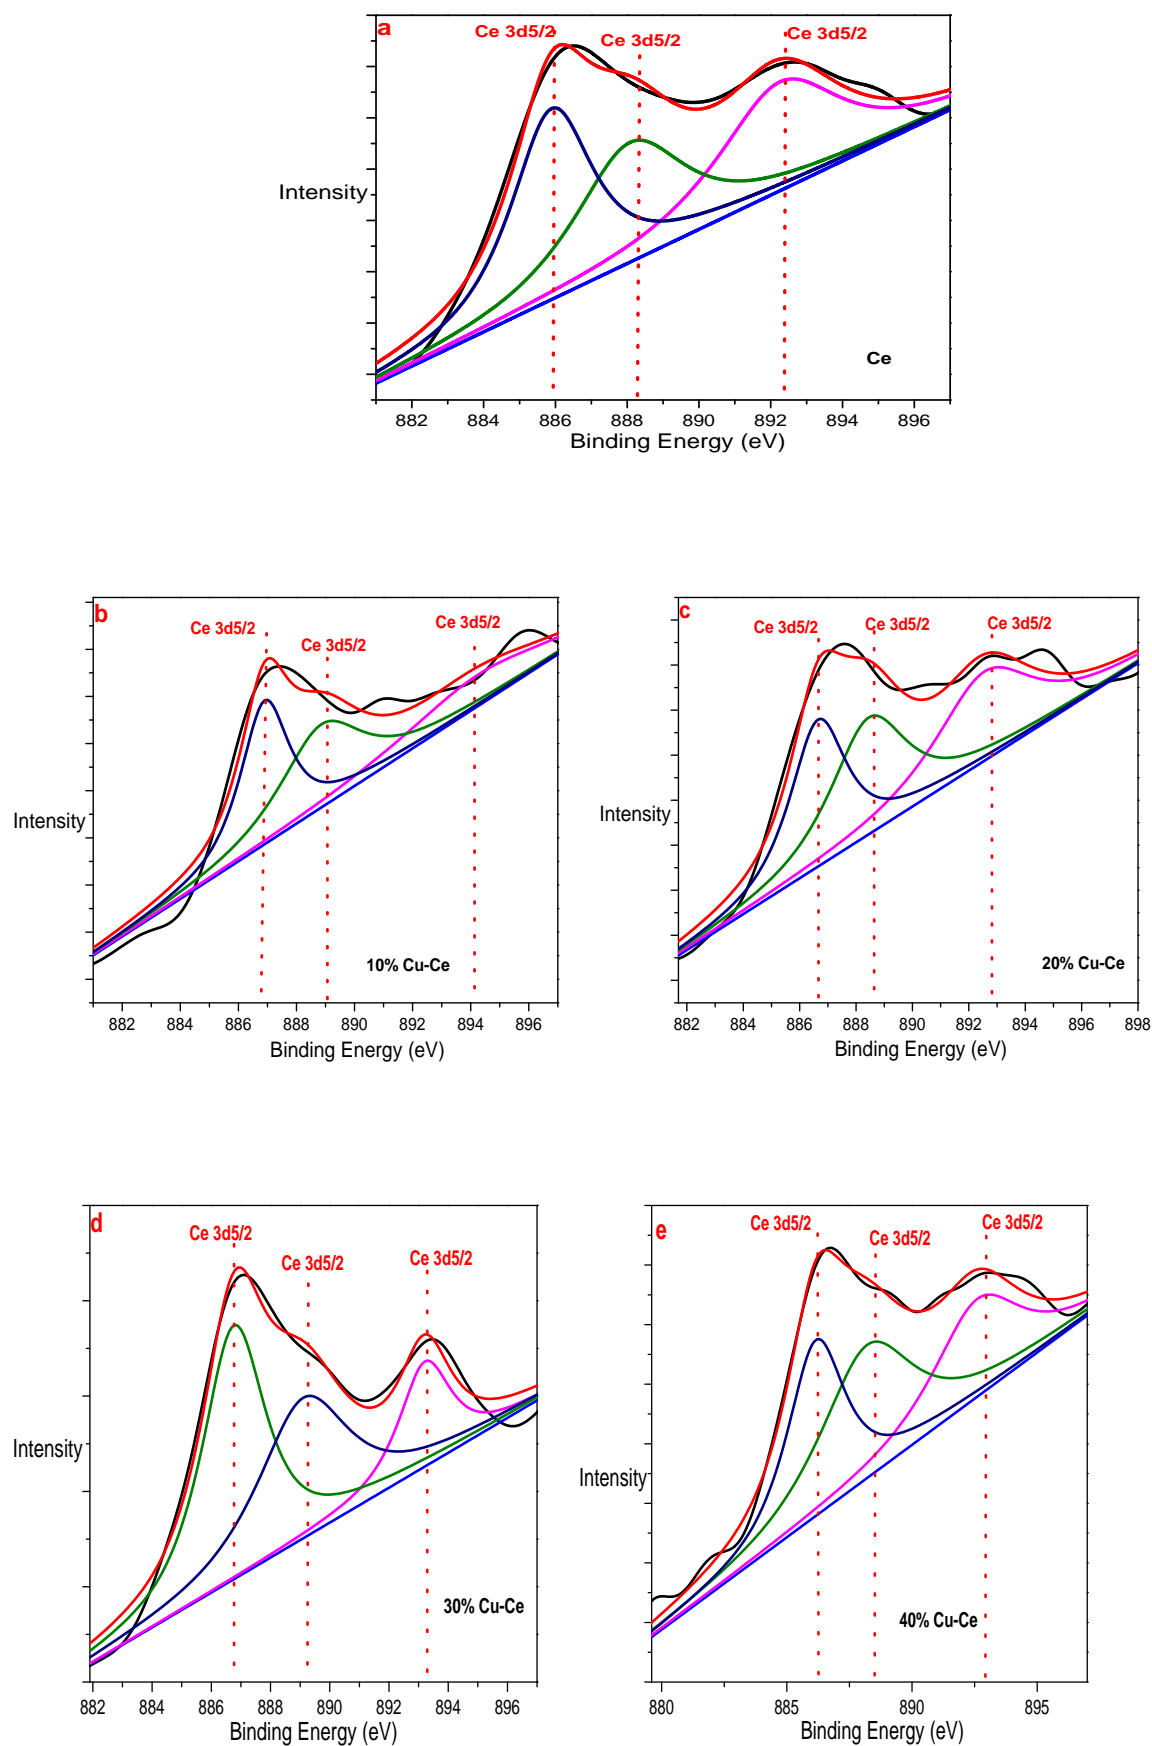 a
Ce 3d5/2
Ce 3d5/2
Ce 3d5/2
Intensity
Ce
882 884 886 888 890 892 894 896
Binding Energy (eV)
b
Ce 3d5/2
Ce 3d5/2
Ce 3d5/2
Intensity
10% Cu-Ce
882 884 886 888 890 892 894 896
Binding Energy (eV)
c
Ce 3d5/2
Ce 3d5/2
Ce 3d5/2
Intensity
20% Cu-Ce
882 884 886 888 890 892 894 896 898
Binding Energy (eV)
d
Ce 3d5/2
Ce 3d5/2
Ce 3d5/2
Intensity
30% Cu-Ce
882 884 886 888 890 892 894 896
Binding Energy (eV)
e
Ce 3d5/2
Ce 3d5/2
Ce 3d5/2
Intensity
40% Cu-Ce
880 885 890 895
Binding Energy (eV)